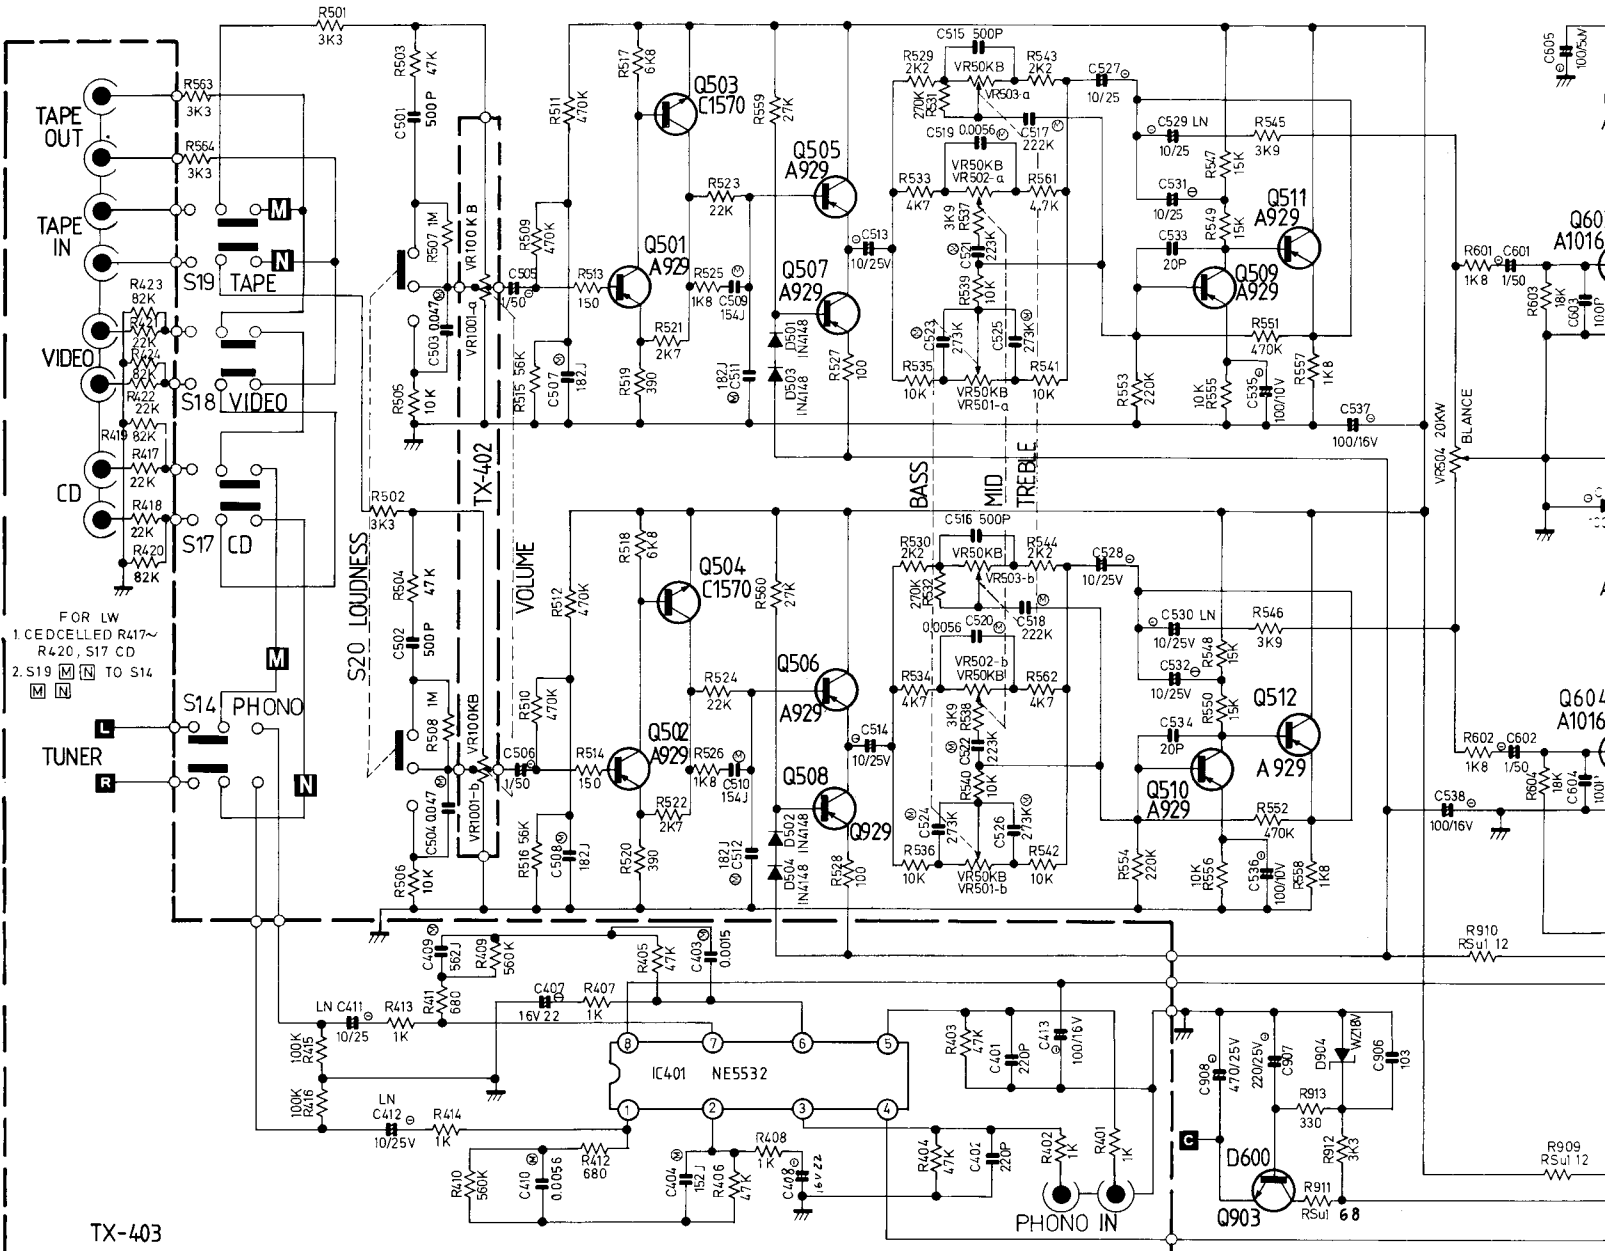 R501
3K3
R503
47K
C501
500P
R517
6K8
R511
470K
Q503
C1570
R559
27K
C515 500P
R529
2K2
VR50KB
VR503-a
R543
2K2
R531
270K
C519 0.0056 Ⓜ
C517 Ⓜ
222K
C527⊖
10/25
C529 LN
10/25
R545
3K9
C605
100/50V
R563
3K3
R564
3K3
TAPE
OUT
TAPE
IN
M
N
S19 TAPE
R507 1M
VR100KB
VR1001-a
C503 0.047 Ⓜ
C505
1/50
R509
470K
R513
150
Q501
A929
R523
22K
R525
1K8
C509
154J
R521
2K7
R519
390
R515 56K
C507 Ⓜ
182J
R505
10K
Q505
A929
Q507
A929
C511
182J
D501
IN4148
D503
IN4148
R527
100
C513
10/25V
R533
4K7
VR50KB
VR502-a
R561
4.7K
R537
3K9
C521
223K
R539
10K
C523
273K
C525
273K
R535
10K
VR50KB
VR501-a
R541
10K
R547
15K
C531
10/25
R549
15K
C533
20P
Q511
A929
Q509
A929
R551
470K
R553
220K
R555
10K
C535
100/10V
R557
1K8
C537⊖
100/16V
VR504 20KW
BLANCE
R601
1K8
C601
1/50
R603
18K
C603
100P
A1016
R423
82K
R421
22K
R424
82K
R422
22K
VIDEO
S18 VIDEO
R419
82K
R417
22K
R418
22K
R420
82K
CD
S17 CD
FOR LW
1.CEDCELLED R417~
R420, S17 CD
2.S19 M N TO S14
M N
S14 PHONO
M
N
L
TUNER
R
S20 LOUDNESS
TX-402
VOLUME
BASS
MID
TREBLE
R502
3K3
R504
47K
C502
500P
R508 1M
VR100KB
VR1001-b
C504 0.047
R506
10K
C506
1/50
R510
470K
R512
470K
R514
150
R516 56K
C508 Ⓜ
182J
R518
6K8
Q504
C1570
Q502
A929
R524
22K
R526
1K8
C510
154J
R522
2K7
R520
390
C512
182J
R560
27K
Q506
A929
Q508
Q929
D502
IN4148
D504
IN4148
R528
100
C514
10/25V
C516 500P
R530
2K2
VR50KB
VR503-b
R544
2K2
R532
270K
C520
0.0056
C518
222K
C528⊖
10/25V
R534
4K7
VR502-b
VR50KB
R562
4K7
R538
3K9
C522
223K
R540
10K
C524
273K
C526
273K
R536
10K
VR50KB
VR501-b
R542
10K
C530 LN
10/25V
R546
3K9
R548
15K
C532
10/25V
R550
15K
C534
20P
Q512
A929
Q510
A929
R552
470K
R554
220K
R556
10K
C536
100/10V
R558
1K8
C538⊖
100/16V
R602
1K8
C602
1/50
R604
18K
C604
100P
Q604
A1016
R910
RSu1 12
C409
562J
R409
560K
R411
680
R405
47K
C403
0.0015
C407
16V 22
R407
1K
LN C411
10/25
R413
1K
100K
R415
100K
R416
LN
C412
10/25V
R414
1K
8
7
6
5
IC401 NE5532
1
2
3
4
R410
560K
C410
0.0056
R412
680
C404
152J
R406
47K
R408
1K
C408
16V 22
R403
47K
C401
220P
C413
100/16V
R404
47K
C402
220P
R402
1K
R401
1K
PHONO IN
C908
470/25V
220/25V
C907
D904
WZ18V
C906
103
R913
330
R912
3K3
C
D600
Q903
R911
RSu1 68
R909
RSu1 12
TX-403